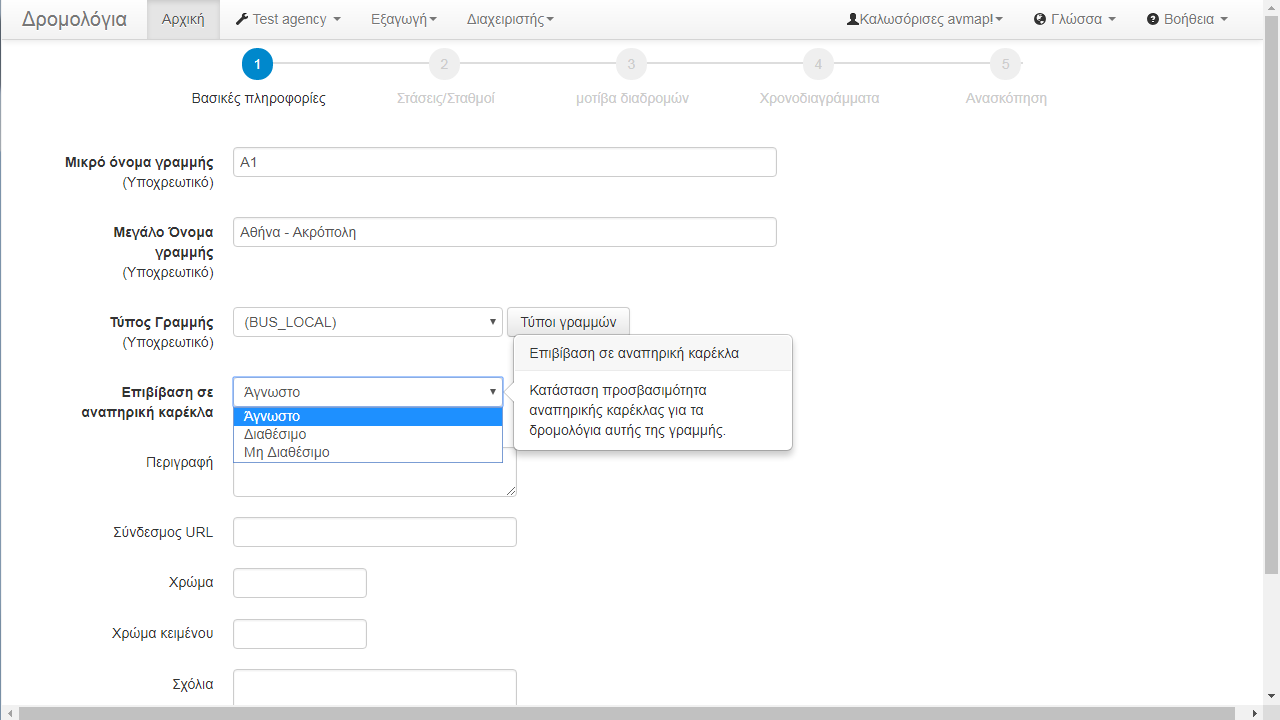 Δρομολόγια Αρχική Test agency Εξαγωγή Διαχειριστής Καλωσόρισες avmap! Γλώσσα Βοήθεια
1 2 3 4 5
Βασικές πληροφορίες Στάσεις/Σταθμοί μοτίβα διαδρομών Χρονοδιαγράμματα Ανασκόπηση
Μικρό όνομα γραμμής A1
(Υποχρεωτικό)
Μεγάλο Όνομα Αθήνα - Ακρόπολη
γραμμής
(Υποχρεωτικό)
Τύπος Γραμμής (BUS_LOCAL) Τύποι γραμμών
(Υποχρεωτικό)
Επιβίβαση σε αναπηρική καρέκλα
Κατάσταση προσβασιμότητα
αναπηρικής καρέκλας για τα
δρομολόγια αυτής της γραμμής.
Επιβίβαση σε Άγνωστο
αναπηρική καρέκλα
Άγνωστο
Διαθέσιμο
Μη Διαθέσιμο
Περιγραφή
Σύνδεσμος URL
Χρώμα
Χρώμα κειμένου
Σχόλια